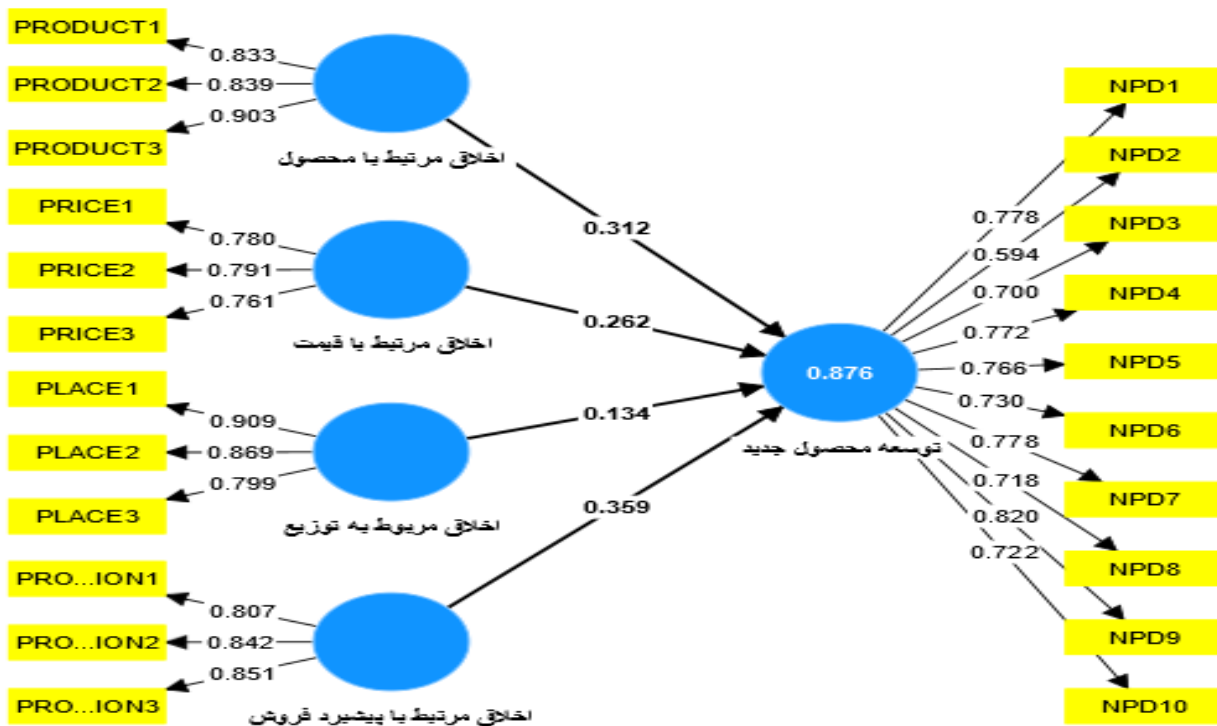 PRODUCT1
0.833
PRODUCT2
0.839
PRODUCT3
0.903
اخلاق مرتبط با محصول
PRICE1
0.780
PRICE2
0.791
PRICE3
0.761
اخلاق مرتبط با قیمت
PLACE1
0.909
PLACE2
0.869
PLACE3
0.799
اخلاق مربوط به توزیع
PRO...ION1
0.807
PRO...ION2
0.842
PRO...ION3
0.851
اخلاق مرتبط با پیشبرد فروش
0.312
0.262
0.134
0.359
0.876
توسعه محصول جدید
NPD1
0.778
NPD2
0.594
NPD3
0.700
NPD4
0.772
NPD5
0.766
NPD6
0.730
NPD7
0.778
NPD8
0.718
NPD9
0.820
NPD10
0.722